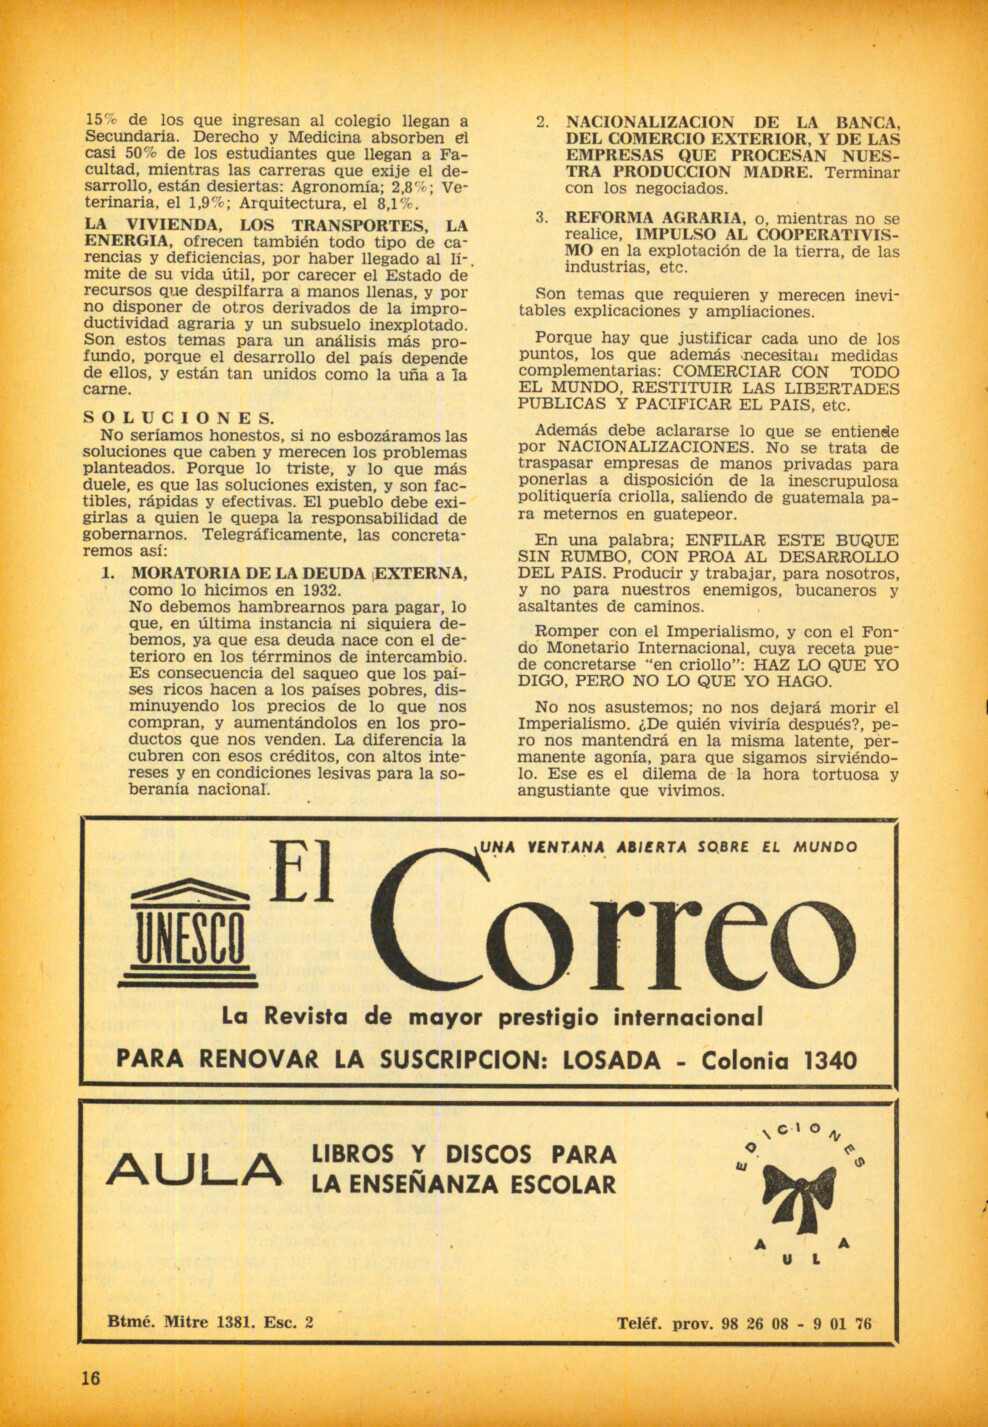 15% de los que ingresan al colegio llegan a
Secundaria. Derecho y Medicina absorben el
casi 50% de los estudiantes que llegan a Fa-
cultad, mientras las carreras que exije el de-
sarrollo, están desiertas: Agronomía; 2,8%; Ve-
terinaria, el 1,9%; Arquitectura, el 8,1%.
LA VIVIENDA, LOS TRANSPORTES, LA
ENERGIA, ofrecen también todo tipo de ca-
rencias y deficiencias, por haber llegado al lí-
mite de su vida útil, por carecer el Estado de
recursos que despilfarra a manos llenas, y por
no disponer de otros derivados de la impro-
ductividad agraria y un subsuelo inexplotado.
Son estos temas para un análisis más pro-
fundo, porque el desarrollo del país depende
de ellos, y están tan unidos como la uña a la
carne.
SOLUCIONES.
No seríamos honestos, si no esbozáramos las
soluciones que caben y merecen los problemas
planteados. Porque lo triste, y lo que más
duele, es que las soluciones existen, y son fac-
tibles, rápidas y efectivas. El pueblo debe exi-
girlas a quien le quepa la responsabilidad de
gobernarnos. Telegráficamente, las concreta-
remos así:
1. MORATORIA DE LA DEUDA EXTERNA,
como lo hicimos en 1932.
No debemos hambrearnos para pagar, lo
que, en última instancia ni siquiera de-
bemos, ya que esa deuda nace con el de-
terioro en los térrminos de intercambio.
Es consecuencia del saqueo que los paí-
ses ricos hacen a los países pobres, dis-
minuyendo los precios de lo que nos
compran, y aumentándolos en los pro-
ductos que nos venden. La diferencia la
cubren con esos créditos, con altos inte-
reses y en condiciones lesivas para la so-
beranía nacional.
2. NACIONALIZACION DE LA BANCA,
DEL COMERCIO EXTERIOR, Y DE LAS
EMPRESAS QUE PROCESAN NUES-
TRA PRODUCCION MADRE. Terminar
con los negociados.
3. REFORMA AGRARIA, o, mientras no se
realice, IMPULSO AL COOPERATIVIS-
MO en la explotación de la tierra, de las
industrias, etc.
Son temas que requieren y merecen inevi-
tables explicaciones y ampliaciones.
Porque hay que justificar cada uno de los
puntos, los que además necesitan medidas
complementarias: COMERCIAR CON TODO
EL MUNDO, RESTITUIR LAS LIBERTADES
PUBLICAS Y PACIFICAR EL PAIS, etc.
Además debe aclararse lo que se entiende
por NACIONALIZACIONES. No se trata de
traspasar empresas de manos privadas para
ponerlas a disposición de la inescrupulosa
politiquería criolla, saliendo de guatemala pa-
ra meternos en guatepeor.
En una palabra; ENFILAR ESTE BUQUE
SIN RUMBO, CON PROA AL DESARROLLO
DEL PAIS. Producir y trabajar, para nosotros,
y no para nuestros enemigos, bucaneros y
asaltantes de caminos.
Romper con el Imperialismo, y con el Fon-
do Monetario Internacional, cuya receta pue-
de concretarse "en criollo": HAZ LO QUE YO
DIGO, PERO NO LO QUE YO HAGO.
No nos asustemos; no nos dejará morir el
Imperialismo. ¿De quién viviría después?, pe-
ro nos mantendrá en la misma latente, per-
manente agonía, para que sigamos sirviéndo-
lo. Ese es el dilema de la hora tortuosa y
angustiante que vivimos.
UNA VENTANA ABIERTA SOBRE EL MUNDO
El Correo
UNESCO
La Revista de mayor prestigio internacional
PARA RENOVAR LA SUSCRIPCION: LOSADA - Colonia 1340
AULA
LIBROS Y DISCOS PARA
LA ENSEÑANZA ESCOLAR
EDICIONES
AULA
Btmé. Mitre 1381. Esc. 2
Teléf. prov. 98 26 08 - 9 01 76
16